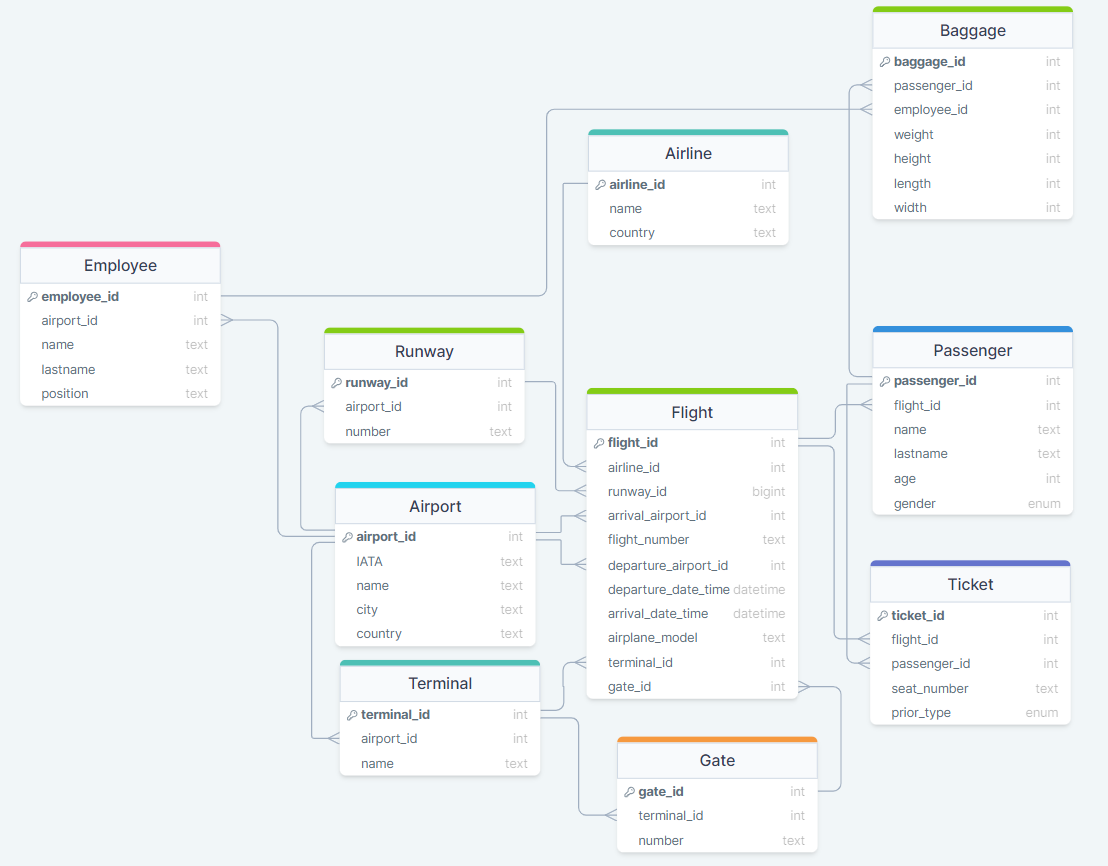 Baggage
baggage_id int
passenger_id int
employee_id int
weight int
height int
length int
width int
Airline
airline_id int
name text
country text
Employee
employee_id int
airport_id int
name text
lastname text
position text
Runway
runway_id int
airport_id int
number text
Passenger
passenger_id int
flight_id int
name text
lastname text
age int
gender enum
Flight
flight_id int
airline_id int
runway_id bigint
arrival_airport_id int
flight_number text
departure_airport_id int
departure_date_time datetime
arrival_date_time datetime
airplane_model text
terminal_id int
gate_id int
Airport
airport_id int
IATA text
name text
city text
country text
Ticket
ticket_id int
flight_id int
passenger_id int
seat_number text
prior_type enum
Terminal
terminal_id int
airport_id int
name text
Gate
gate_id int
terminal_id int
number text